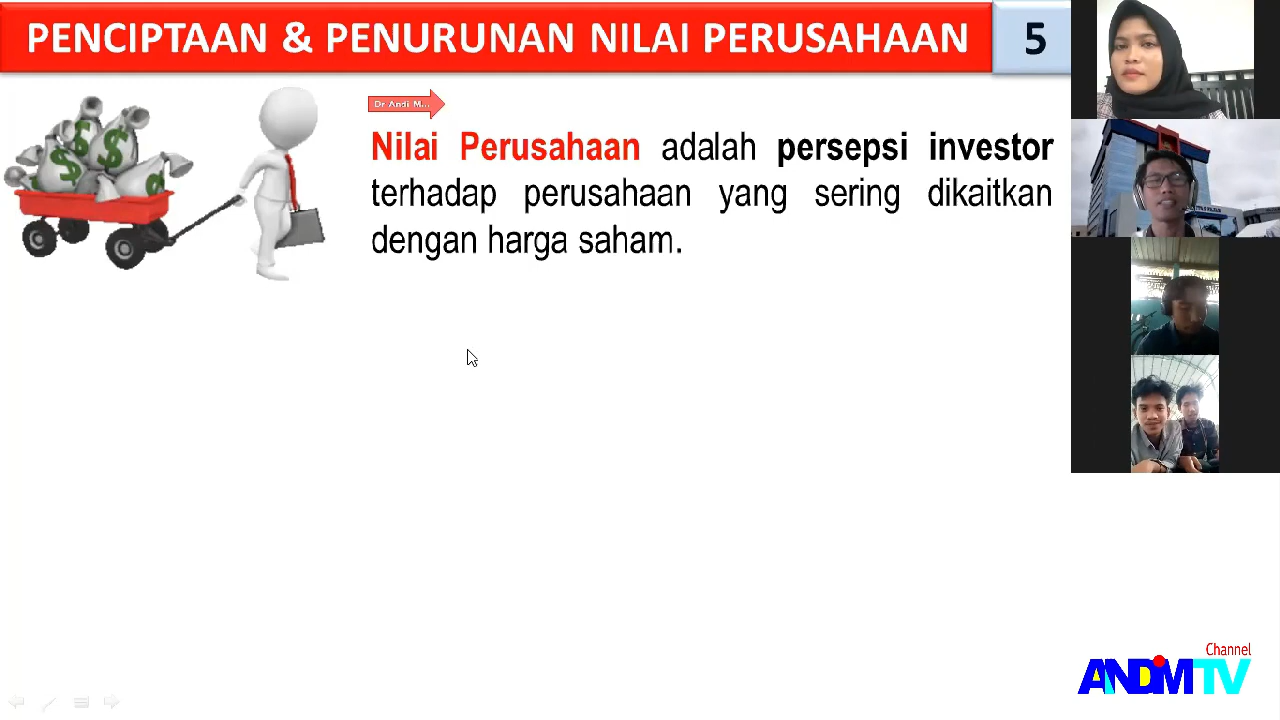 PENCIPTAAN & PENURUNAN NILAI PERUSAHAAN
5
Dr Andi M...
Nilai Perusahaan adalah persepsi investor
terhadap perusahaan yang sering dikaitkan
dengan harga saham.
$ $ $ $
Channel
ANDiMTV